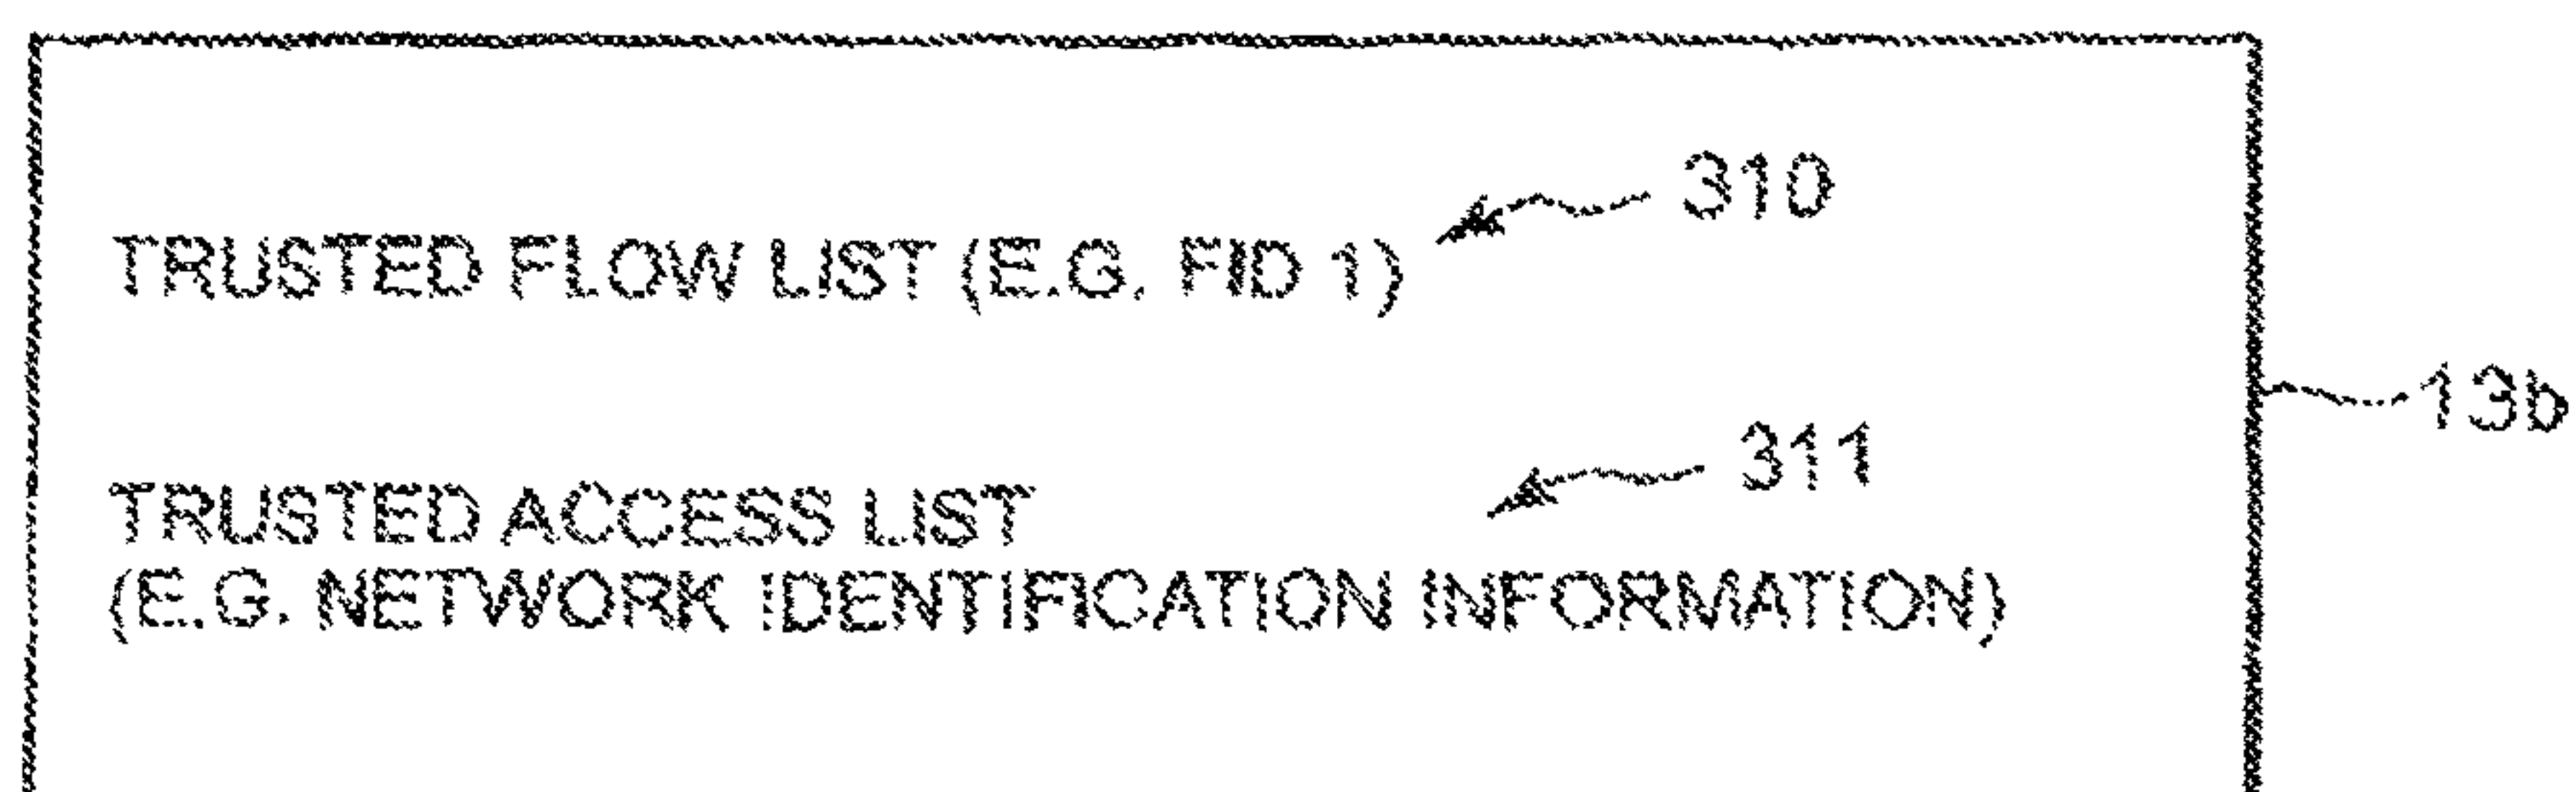 310
TRUSTED FLOW LIST (E.G. FID 1)
13b
311
TRUSTED ACCESS LIST
(E.G. NETWORK IDENTIFICATION INFORMATION)